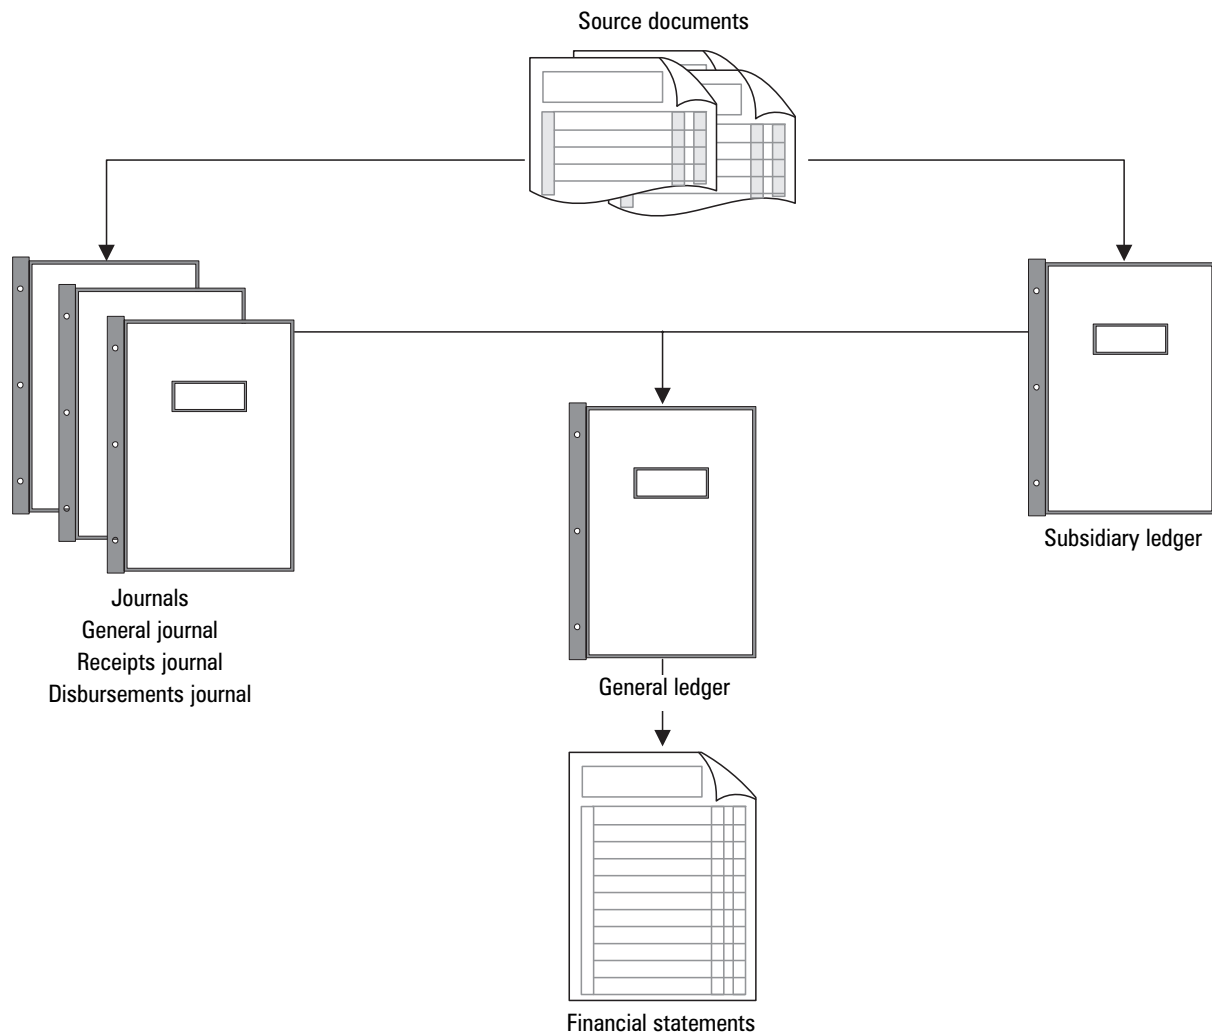 Source documents
Subsidiary ledger
Journals
General journal
Receipts journal
Disbursements journal
General ledger
Financial statements